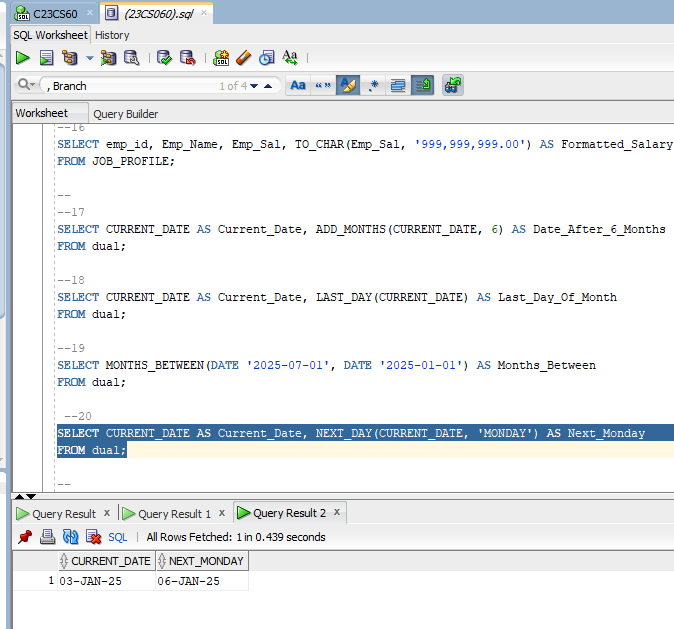 C23CS60 × (23CS060).sql ×
SQL Worksheet History
, Branch 1 of 4 Aa “” .*
Worksheet Query Builder
--16
SELECT emp_id, Emp_Name, Emp_Sal, TO_CHAR(Emp_Sal, '999,999,999.00') AS Formatted_Salary
FROM JOB_PROFILE;
--
--17
SELECT CURRENT_DATE AS Current_Date, ADD_MONTHS(CURRENT_DATE, 6) AS Date_After_6_Months
FROM dual;
--18
SELECT CURRENT_DATE AS Current_Date, LAST_DAY(CURRENT_DATE) AS Last_Day_Of_Month
FROM dual;
--19
SELECT MONTHS_BETWEEN(DATE '2025-07-01', DATE '2025-01-01') AS Months_Between
FROM dual;
--20
SELECT CURRENT_DATE AS Current_Date, NEXT_DAY(CURRENT_DATE, 'MONDAY') AS Next_Monday
FROM dual;
--
Query Result × Query Result 1 × Query Result 2 ×
SQL | All Rows Fetched: 1 in 0.439 seconds
CURRENT_DATE NEXT_MONDAY
1 03-JAN-25 06-JAN-25